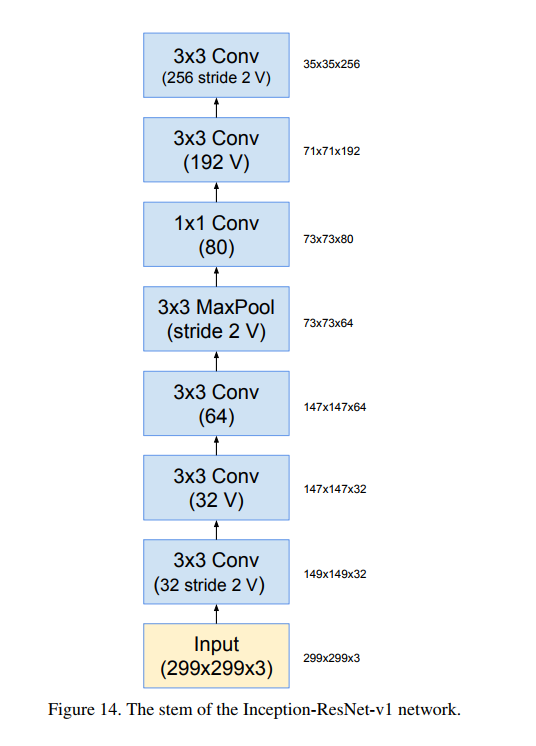 3x3 Conv
(256 stride 2 V)
35x35x256
3x3 Conv
(192 V)
71x71x192
1x1 Conv
(80)
73x73x80
3x3 MaxPool
(stride 2 V)
73x73x64
3x3 Conv
(64)
147x147x64
3x3 Conv
(32 V)
147x147x32
3x3 Conv
(32 stride 2 V)
149x149x32
Input
(299x299x3)
299x299x3
Figure 14. The stem of the Inception-ResNet-v1 network.